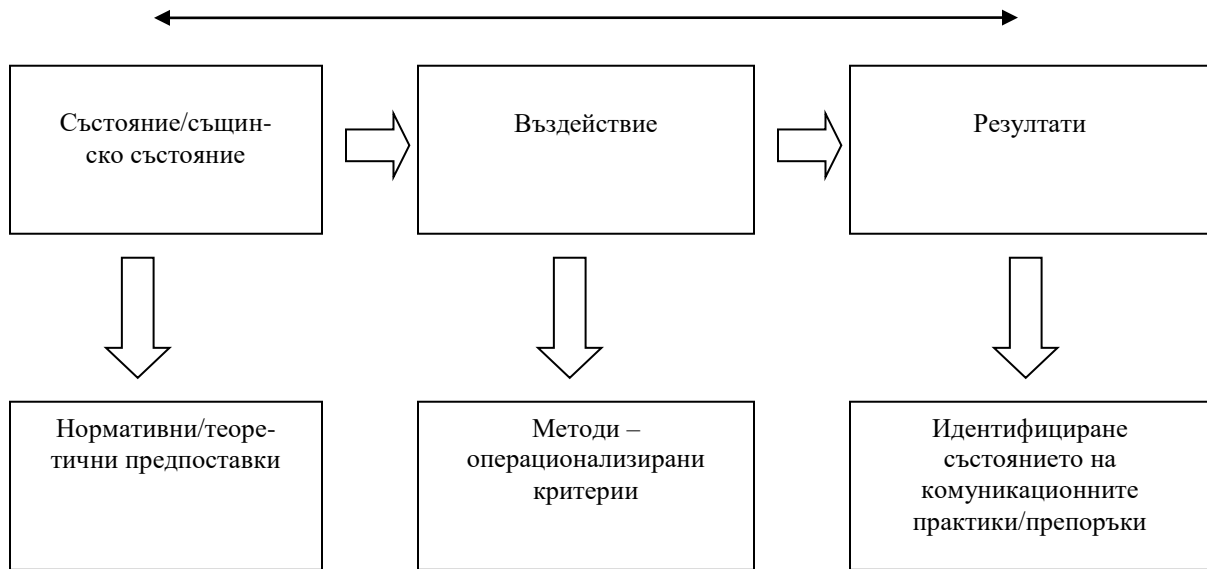 Състояние/същин-
ско състояние
Въздействие
Резултати
Нормативни/теоре-
тични предпоставки
Методи –
операционализирани
критерии
Идентифициране
състоянието на
комуникационните
практики/препоръки